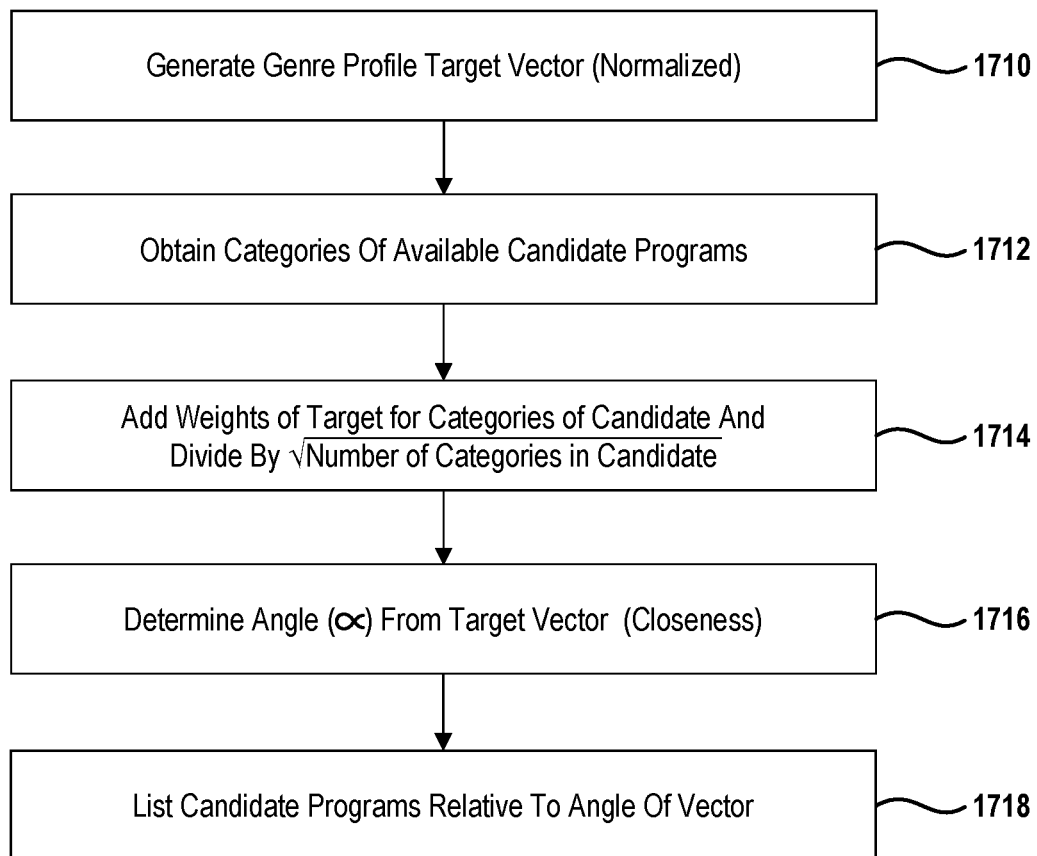 Generate Genre Profile Target Vector (Normalized)
1710
Obtain Categories Of Available Candidate Programs
1712
Add Weights of Target for Categories of Candidate And
Divide By √Number of Categories in Candidate
1714
Determine Angle (∝) From Target Vector (Closeness)
1716
List Candidate Programs Relative To Angle Of Vector
1718